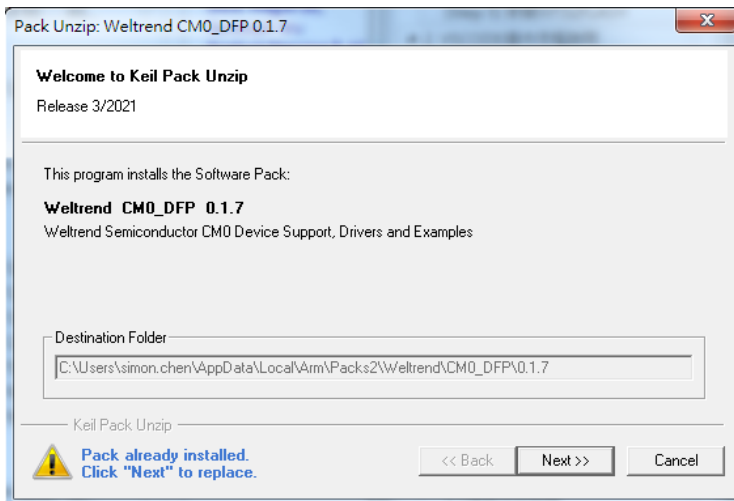 Pack Unzip: Weltrend CM0_DFP 0.1.7
Welcome to Keil Pack Unzip
Release 3/2021
This program installs the Software Pack:
Weltrend CM0_DFP 0.1.7
Weltrend Semiconductor CM0 Device Support, Drivers and Examples
Destination Folder
C:\Users\simon.chen\AppData\Local\Arm\Packs2\Weltrend\CM0_DFP\0.1.7
Keil Pack Unzip
Pack already installed.
Click "Next" to replace.
<< Back
Next >>
Cancel